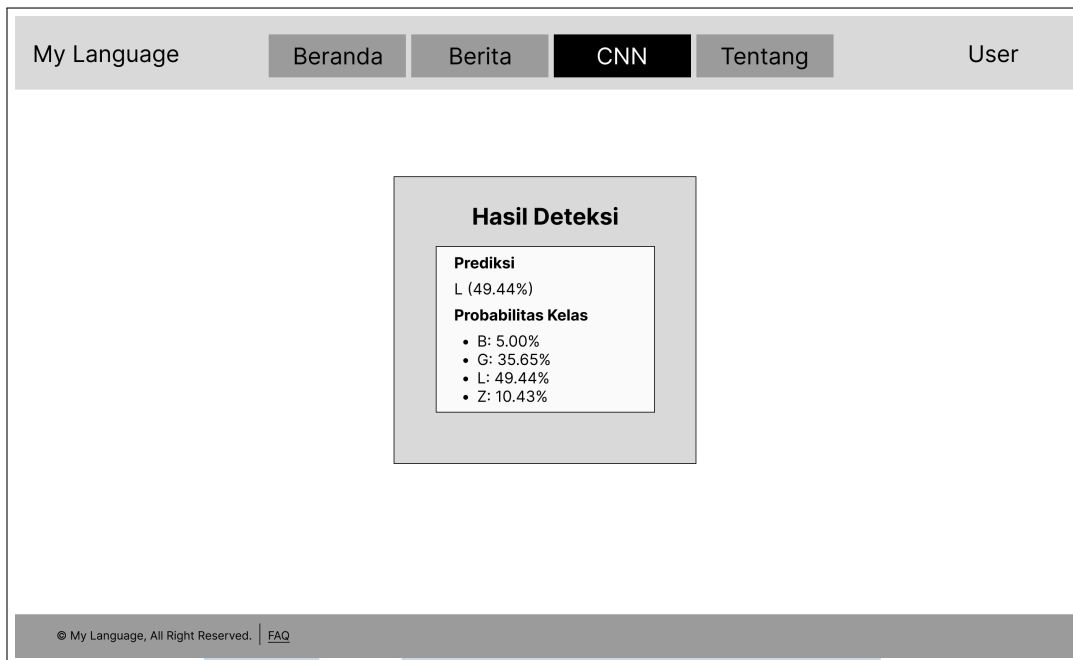 My Language
Beranda
Berita
CNN
Tentang
User
Hasil Deteksi
Prediksi
L (49.44%)
Probabilitas Kelas
• B: 5.00%
• G: 35.65%
• L: 49.44%
• Z: 10.43%
© My Language, All Right Reserved.
FAQ